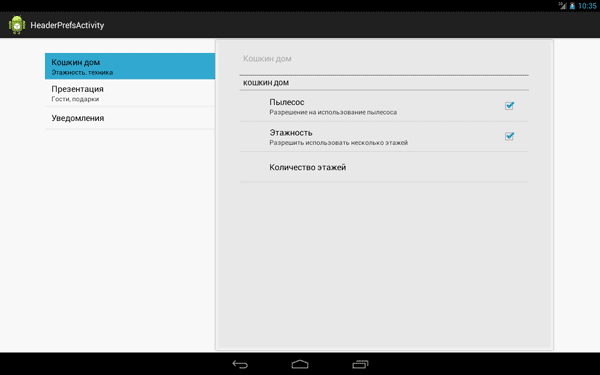 10:35
HeaderPrefsActivity
Кошкин дом
Этажность, техника
Презентация
Гости, подарки
Уведомления
Кошкин дом
КОШКИН ДОМ
Пылесос
Разрешение на использование пылесоса
Этажность
Разрешить использовать несколько этажей
Количество этажей